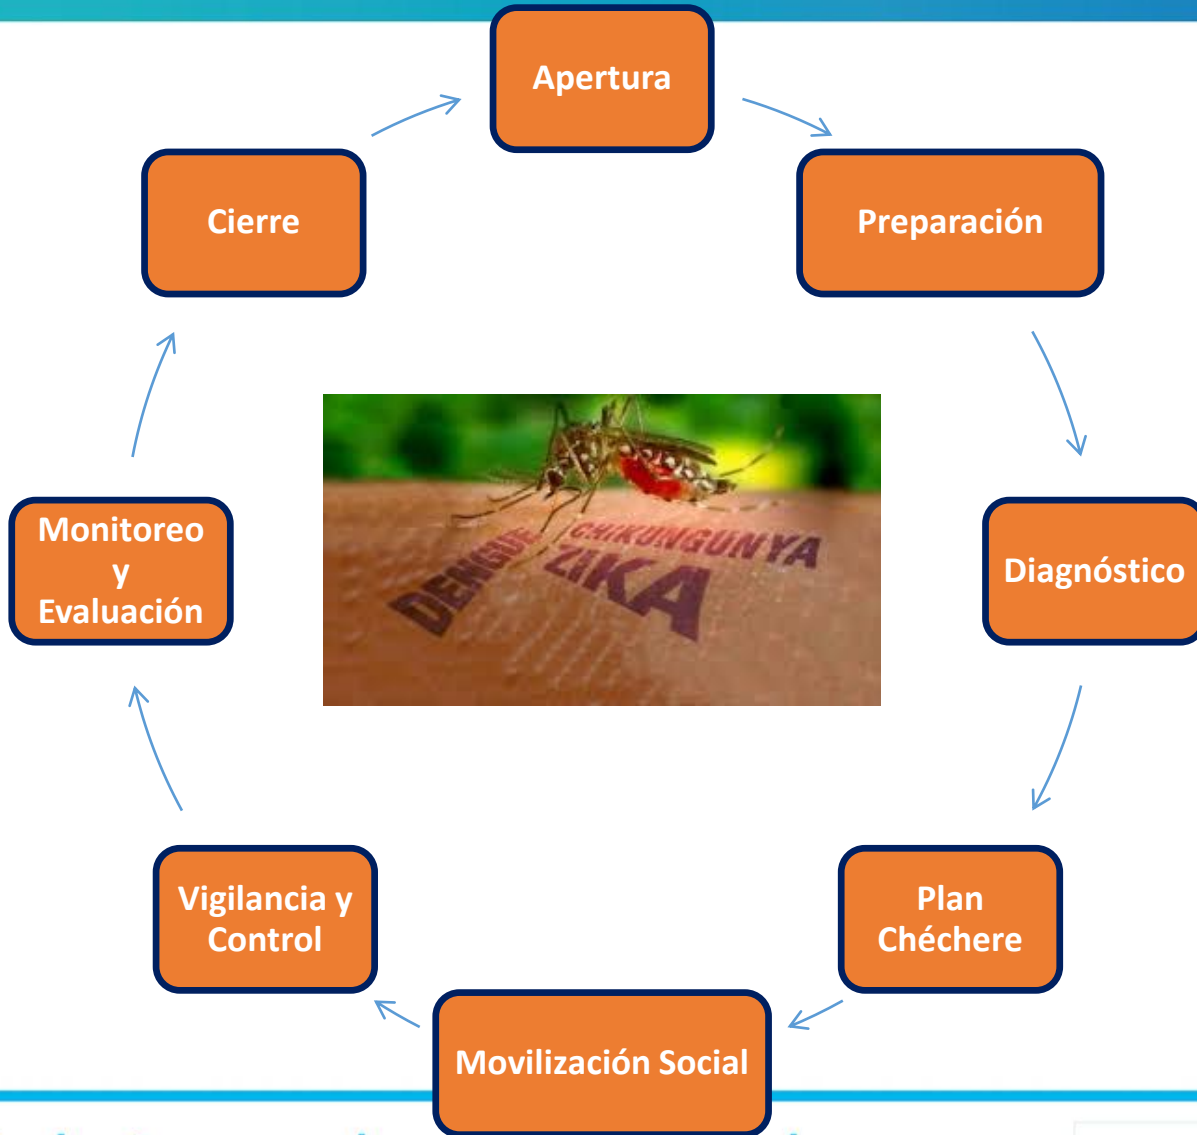 Apertura
Preparación
Diagnóstico
Plan
Chéchere
Movilización Social
Vigilancia y
Control
Monitoreo
y
Evaluación
Cierre
DENGUE
CHIKUNGUNYA
ZIKA